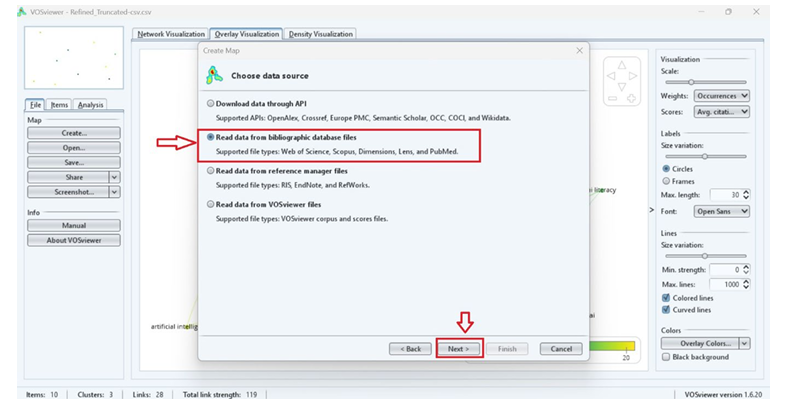 VOSviewer - Refined_Truncated-csv.csv
Network Visualization
Overlay Visualization
Density Visualization
File
Items
Analysis
Map
Create...
Open...
Save...
Share
Screenshot...
Info
Manual
About VOSviewer
Create Map
Choose data source
Download data through API
Supported APIs: OpenAlex, Crossref, Europe PMC, Semantic Scholar, OCC, COCI, and Wikidata.
Read data from bibliographic database files
Supported file types: Web of Science, Scopus, Dimensions, Lens, and PubMed.
Read data from reference manager files
Supported file types: RIS, EndNote, and RefWorks.
Read data from VOSviewer files
Supported file types: VOSviewer corpus and scores files.
< Back
Next >
Finish
Cancel
artificial intellig
literacy
ai
20
Visualization
Scale:
Weights: Occurrences
Scores: Avg. citati...
Labels
Size variation:
Circles
Frames
Max. length: 30
Font: Open Sans
Lines
Size variation:
Min. strength: 0
Max. lines: 1000
Colored lines
Curved lines
Colors
Overlay Colors...
Black background
Items: 10
Clusters: 3
Links: 28
Total link strength: 119
VOSviewer version 1.6.20